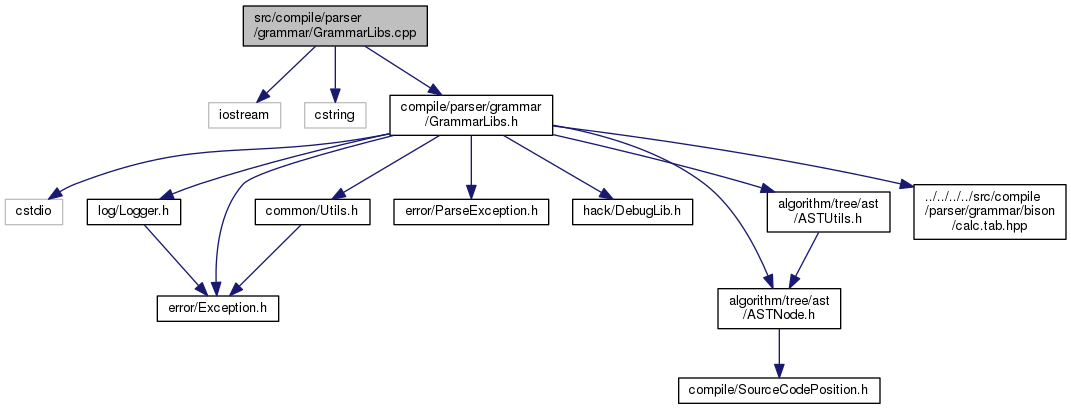 src/compile/parser
/grammar/GrammarLibs.cpp
iostream
cstring
compile/parser/grammar
/GrammarLibs.h
cstdio
log/Logger.h
common/Utils.h
error/ParseException.h
hack/DebugLib.h
algorithm/tree/ast
/ASTUtils.h
../../../../src/compile
/parser/grammar/bison
/calc.tab.hpp
error/Exception.h
algorithm/tree/ast
/ASTNode.h
compile/SourceCodePosition.h